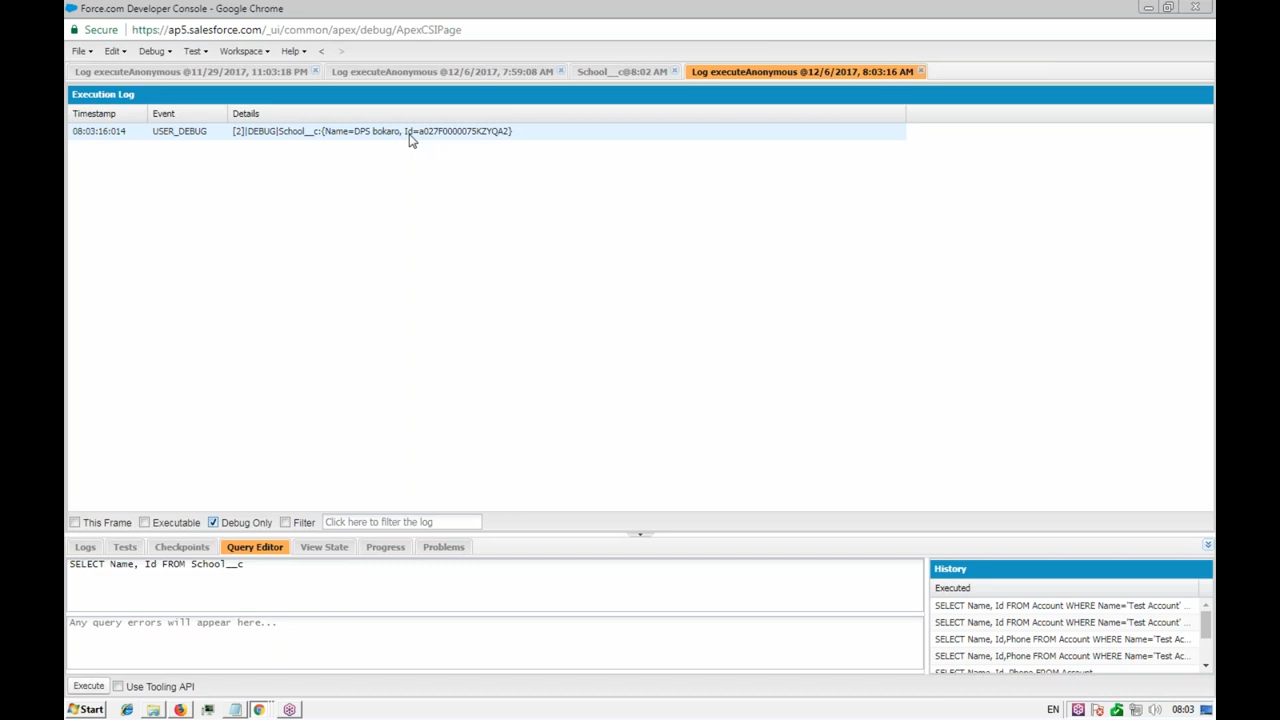 Force.com Developer Console - Google Chrome
Secure https://ap5.salesforce.com/_ui/common/apex/debug/ApexCSIPage
File Edit Debug Test Workspace Help < >
Log executeAnonymous @11/29/2017, 11:03:18 PM Log executeAnonymous @12/6/2017, 7:59:08 AM School__c@8:02 AM Log executeAnonymous @12/6/2017, 8:03:16 AM
Execution Log
Timestamp Event Details
08:03:16:014 USER_DEBUG [2]|DEBUG|School__c:{Name=DPS bokaro, Id=a027F0000075KZYQA2}
This Frame Executable Debug Only Filter Click here to filter the log
Logs Tests Checkpoints Query Editor View State Progress Problems
SELECT Name, Id FROM School__c
Any query errors will appear here...
History
Executed
SELECT Name, Id FROM Account WHERE Name='Test Account' ...
SELECT Name, Id FROM Account WHERE Name='Test Account' ...
SELECT Name, Id,Phone FROM Account WHERE Name='Test Ac...
SELECT Name, Id,Phone FROM Account WHERE Name='Test Ac...
SELECT Name, Id, Phone FROM Account
Execute Use Tooling API
Start EN 08:03